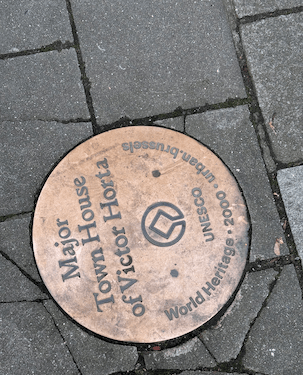 Major
Town House
of Victor Horta
UNESCO
World Heritage • 2000 • urban.brussels